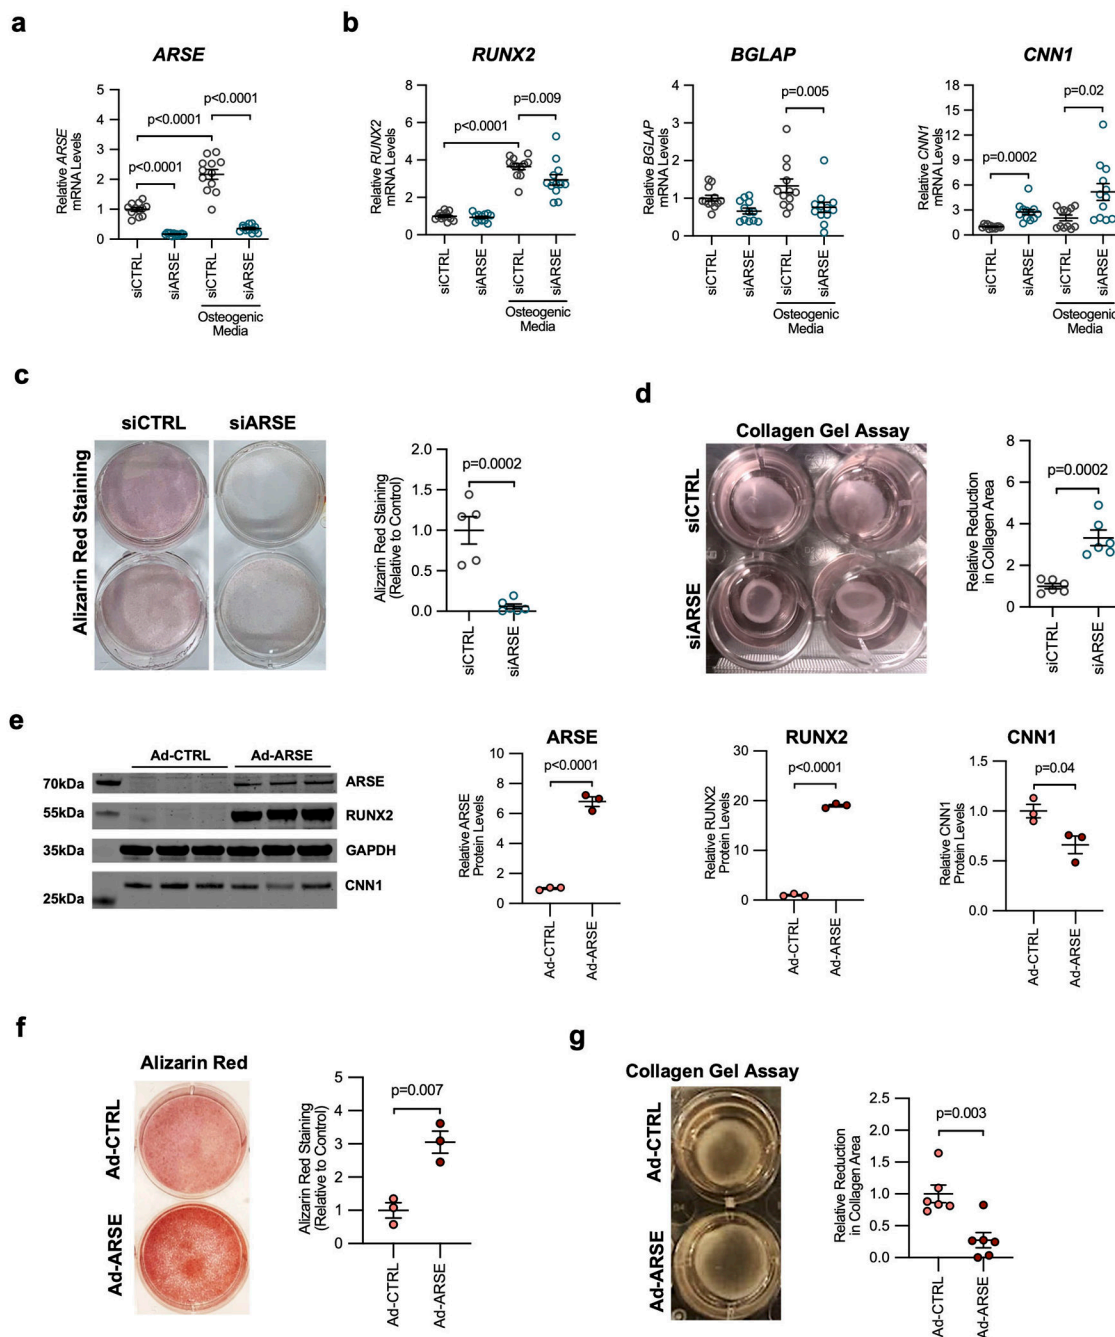 a
ARSE
Relative ARSE
mRNA Levels
5
4
3
2
1
0
p<0.0001
p<0.0001
p<0.0001
siCTRL
siARSE
siCTRL
siARSE
Osteogenic
Media
b
RUNX2
Relative RUNX2
mRNA Levels
8
6
4
2
0
p<0.0001
p=0.009
siCTRL
siARSE
siCTRL
siARSE
Osteogenic
Media
BGLAP
Relative BGLAP
mRNA Levels
4
3
2
1
0
p=0.005
siCTRL
siARSE
siCTRL
siARSE
Osteogenic
Media
CNN1
Relative CNN1
mRNA Levels
18
15
12
9
6
3
0
p=0.0002
p=0.02
siCTRL
siARSE
siCTRL
siARSE
Osteogenic
Media
c
siCTRL
siARSE
Alizarin Red Staining
Alizarin Red Staining
(Relative to Control)
2.0
1.5
1.0
0.5
0.0
p=0.0002
siCTRL
siARSE
d
Collagen Gel Assay
siCTRL
siARSE
Relative Reduction
in Collagen Area
8
6
4
2
0
p=0.0002
siCTRL
siARSE
e
Ad-CTRL
Ad-ARSE
70kDa
ARSE
55kDa
RUNX2
35kDa
GAPDH
25kDa
CNN1
ARSE
Relative ARSE
Protein Levels
10
8
6
4
2
0
p<0.0001
Ad-CTRL
Ad-ARSE
RUNX2
Relative RUNX2
Protein Levels
30
20
10
0
p<0.0001
Ad-CTRL
Ad-ARSE
CNN1
Relative CNN1
Protein Levels
1.5
1.0
0.5
0.0
p=0.04
Ad-CTRL
Ad-ARSE
f
Alizarin Red
Ad-CTRL
Ad-ARSE
Alizarin Red Staining
(Relative to Control)
5
4
3
2
1
0
p=0.007
Ad-CTRL
Ad-ARSE
g
Collagen Gel Assay
Ad-CTRL
Ad-ARSE
Relative Reduction
in Collagen Area
2.5
2.0
1.5
1.0
0.5
0.0
p=0.003
Ad-CTRL
Ad-ARSE